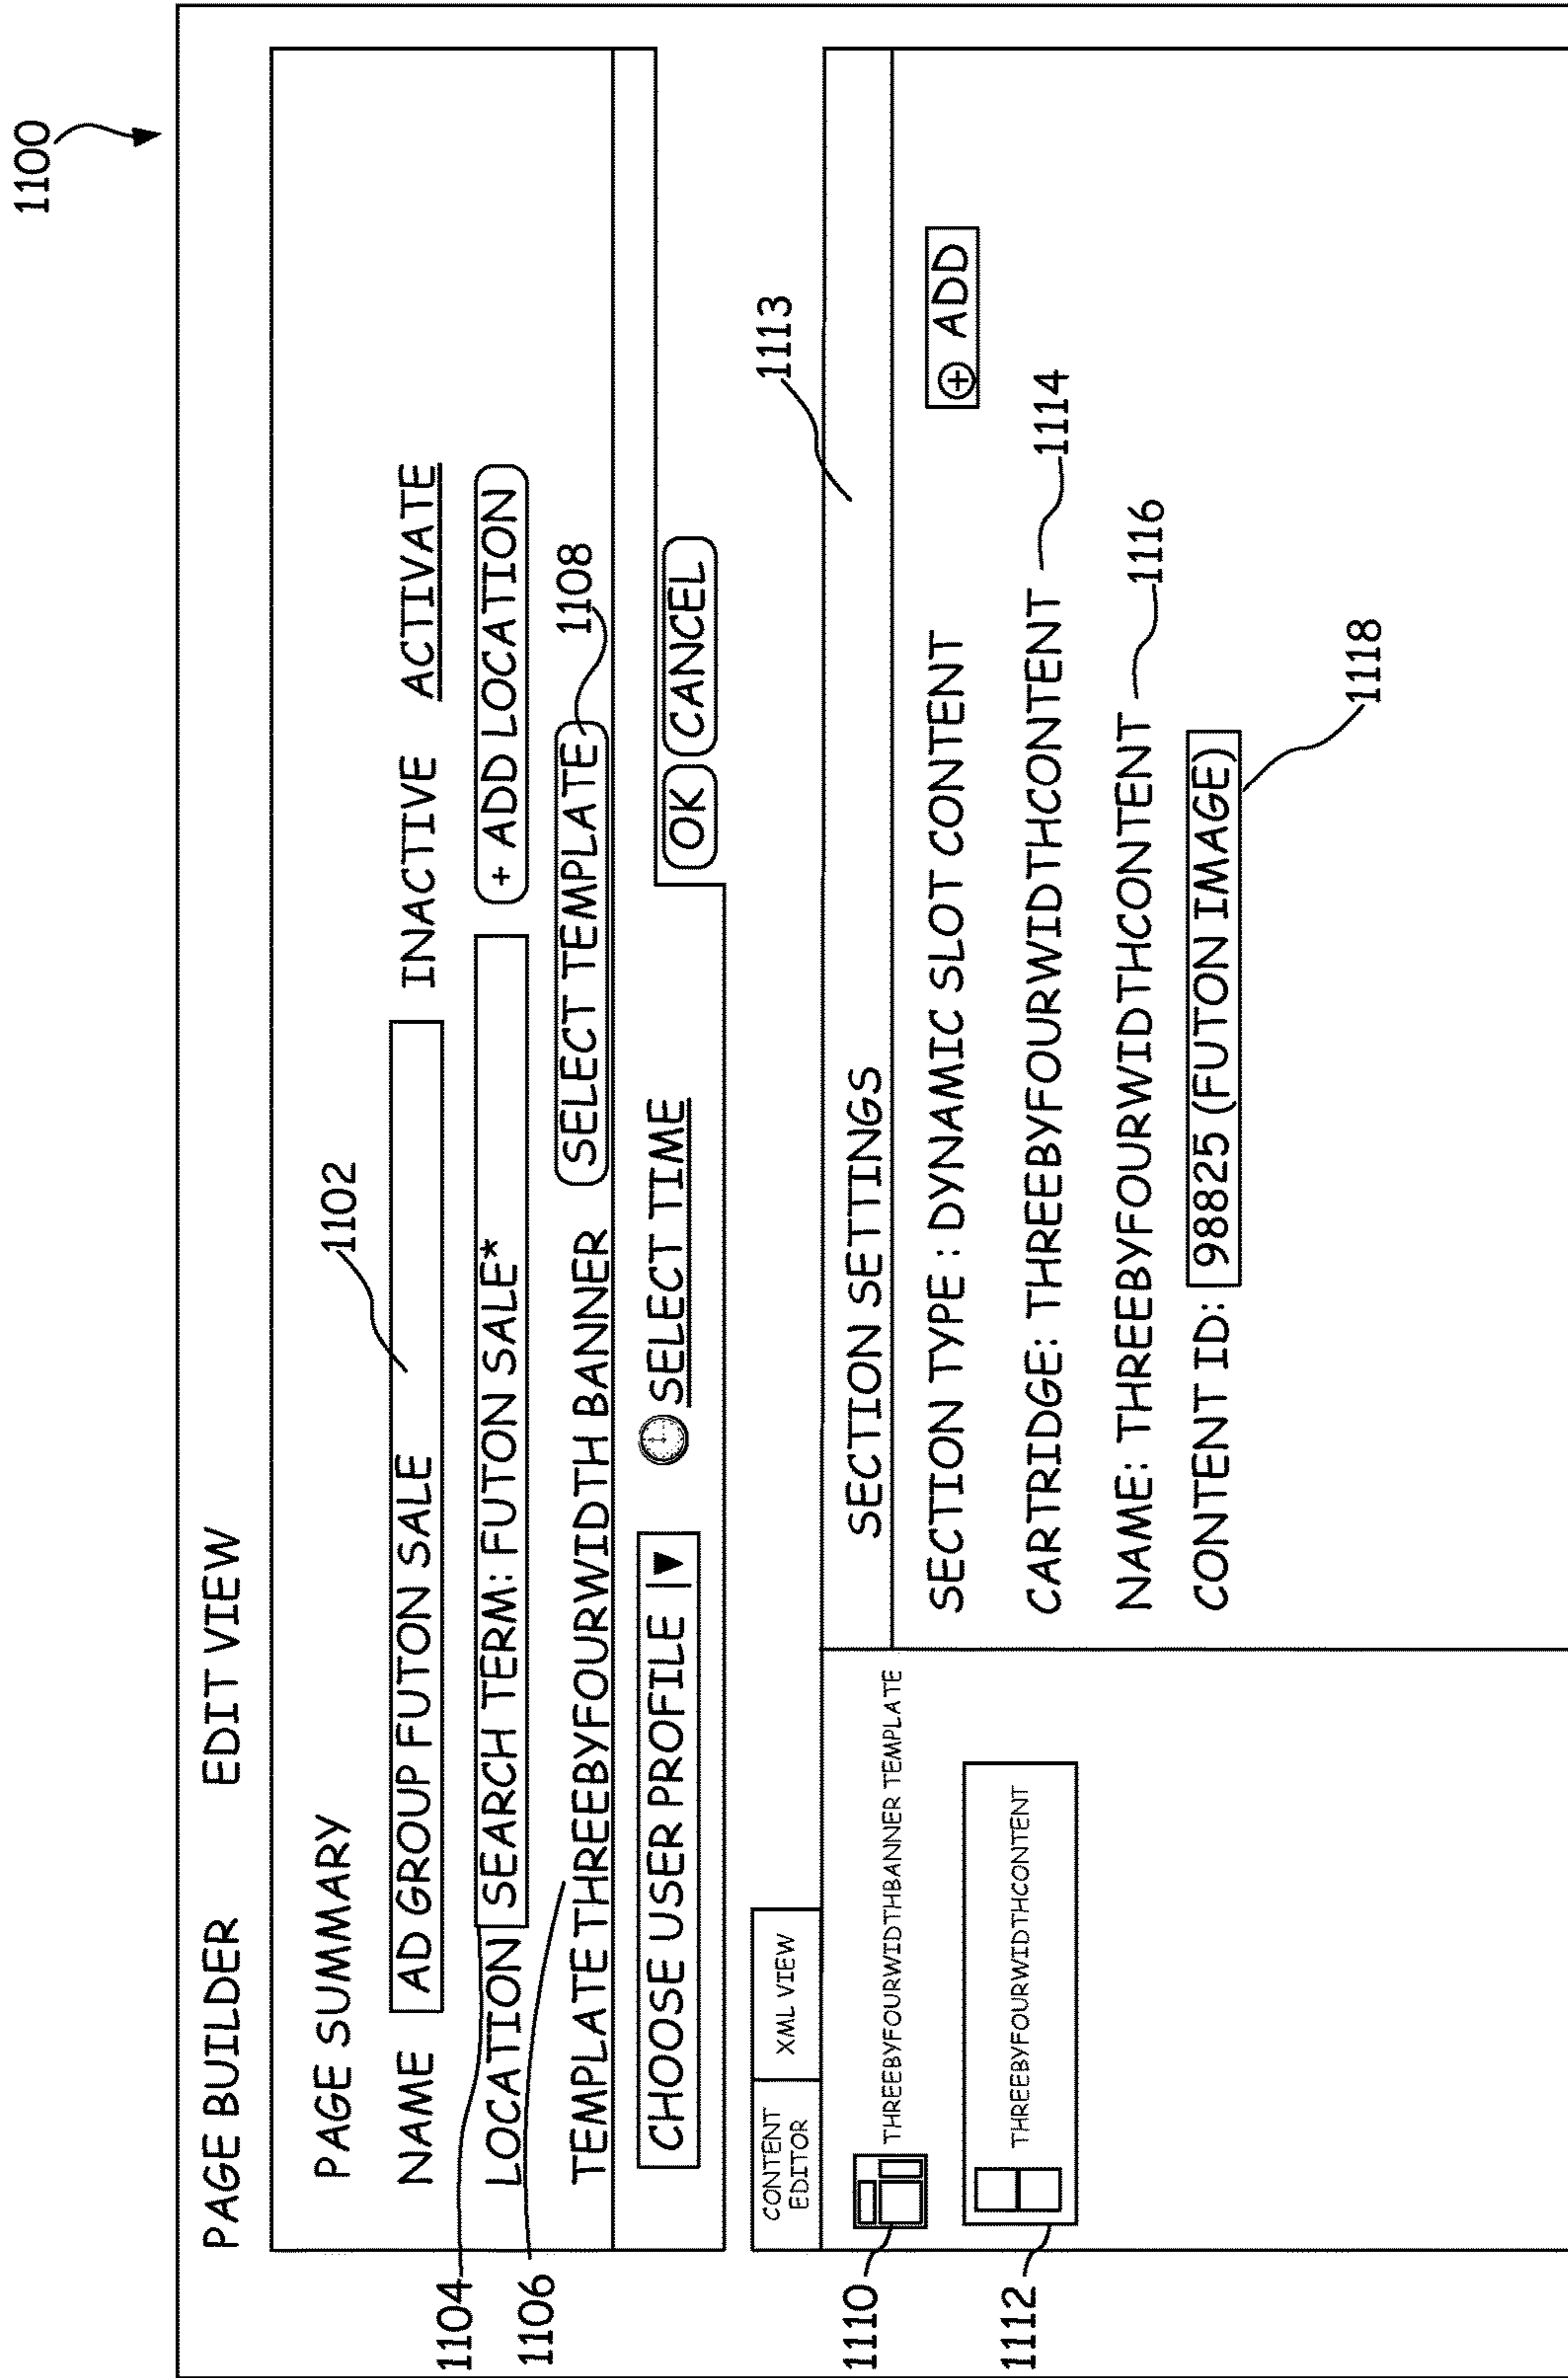 1100
PAGE BUILDER EDIT VIEW
PAGE SUMMARY
1102
NAME AD GROUP FUTON SALE INACTIVE ACTIVATE
1104
LOCATION SEARCH TERM: FUTON SALE* + ADD LOCATION
1106
TEMPLATE THREEBYFOURWIDTH BANNER SELECT TEMPLATE 1108
CHOOSE USER PROFILE SELECT TIME OK CANCEL
CONTENT EDITOR XML VIEW
1113
SECTION SETTINGS
1110 THREEBYFOURWIDTHBANNER TEMPLATE
SECTION TYPE : DYNAMIC SLOT CONTENT + ADD
1112 THREEBYFOURWIDTHCONTENT
CARTRIDGE: THREEBYFOURWIDTHCONTENT 1114
NAME: THREEBYFOURWIDTHCONTENT 1116
CONTENT ID: 98825 (FUTON IMAGE)
1118